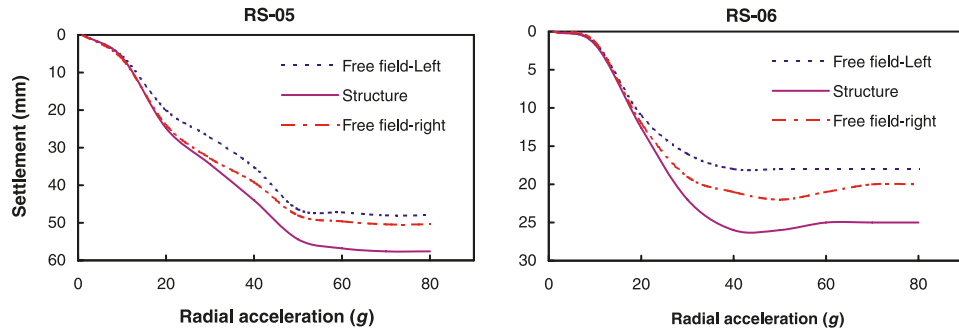 RS-05
0
10
20
30
40
50
60
Settlement (mm)
Free field-Left
Structure
Free field-right
0 20 40 60 80
Radial acceleration (g)
RS-06
0
5
10
15
20
25
30
Free field-Left
Structure
Free field-right
0 20 40 60 80
Radial acceleration (g)